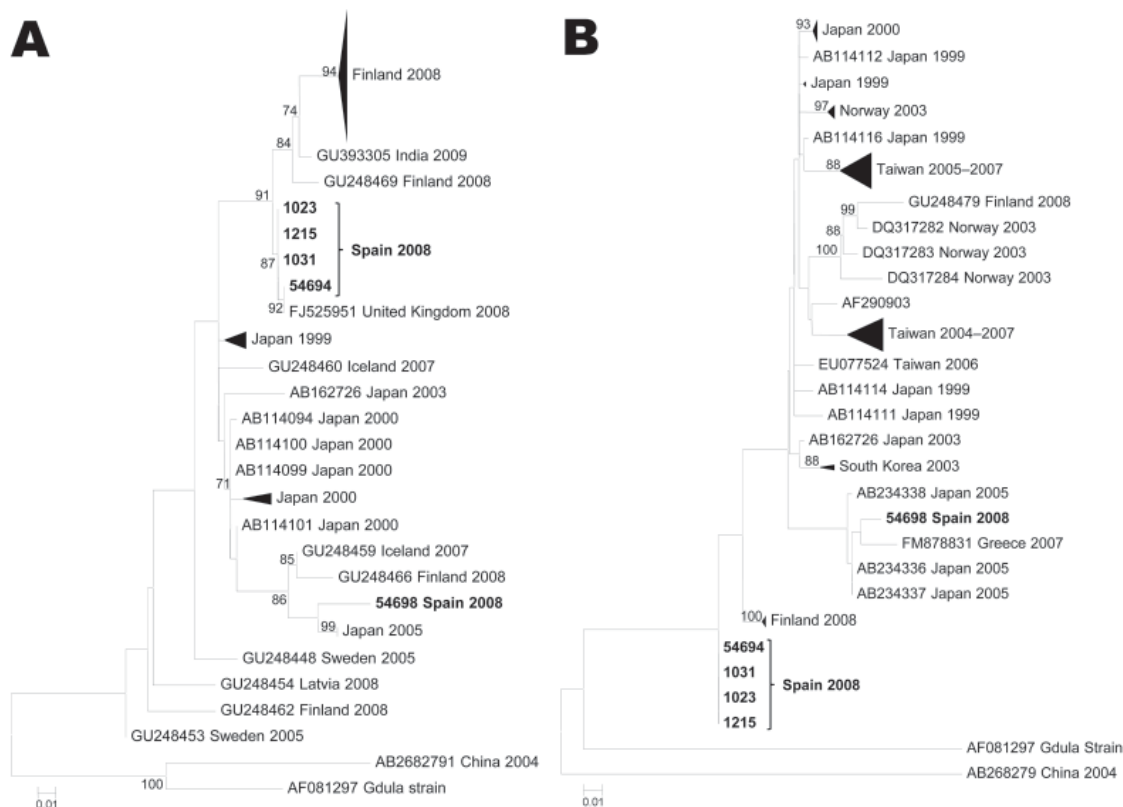 A
94
Finland 2008
74
84
GU393305 India 2009
GU248469 Finland 2008
91
1023
1215
1031
54694
Spain 2008
87
92
FJ525951 United Kingdom 2008
Japan 1999
GU248460 Iceland 2007
AB162726 Japan 2003
AB114094 Japan 2000
AB114100 Japan 2000
AB114099 Japan 2000
71
Japan 2000
AB114101 Japan 2000
GU248459 Iceland 2007
85
GU248466 Finland 2008
86
54698 Spain 2008
99
Japan 2005
GU248448 Sweden 2005
GU248454 Latvia 2008
GU248462 Finland 2008
GU248453 Sweden 2005
AB2682791 China 2004
100
AF081297 Gdula strain
0.01
B
93
Japan 2000
AB114112 Japan 1999
Japan 1999
97
Norway 2003
AB114116 Japan 1999
88
Taiwan 2005–2007
GU248479 Finland 2008
99
DQ317282 Norway 2003
88
DQ317283 Norway 2003
100
DQ317284 Norway 2003
AF290903
Taiwan 2004–2007
EU077524 Taiwan 2006
AB114114 Japan 1999
AB114111 Japan 1999
AB162726 Japan 2003
88
South Korea 2003
AB234338 Japan 2005
54698 Spain 2008
FM878831 Greece 2007
AB234336 Japan 2005
AB234337 Japan 2005
100
Finland 2008
54694
1031
1023
1215
Spain 2008
AF081297 Gdula Strain
AB268279 China 2004
0.01